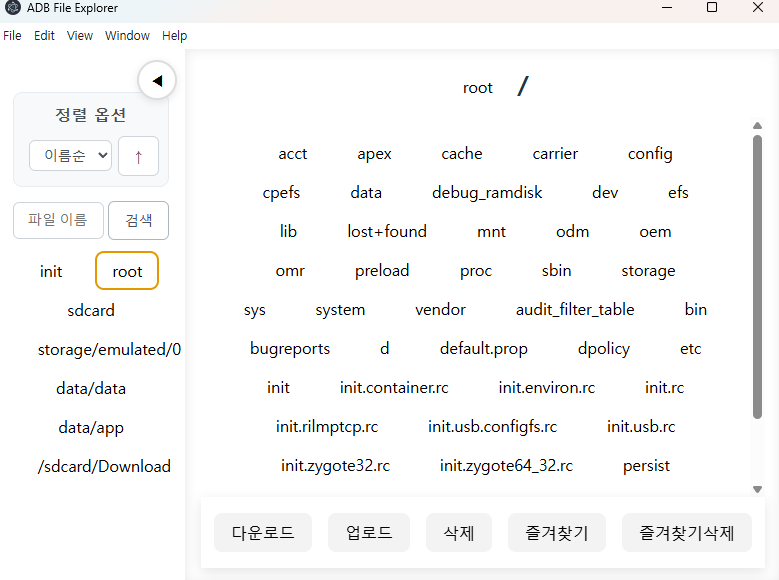 ADB File Explorer
File Edit View Window Help
◀
정렬 옵션
이름순 ↑
파일 이름 검색
init root
sdcard
storage/emulated/0
data/data
data/app
/sdcard/Download
root /
acct apex cache carrier config
cpefs data debug_ramdisk dev efs
lib lost+found mnt odm oem
omr preload proc sbin storage
sys system vendor audit_filter_table bin
bugreports d default.prop dpolicy etc
init init.container.rc init.environ.rc init.rc
init.rilmptcp.rc init.usb.configfs.rc init.usb.rc
init.zygote32.rc init.zygote64_32.rc persist
다운로드 업로드 삭제 즐겨찾기 즐겨찾기삭제